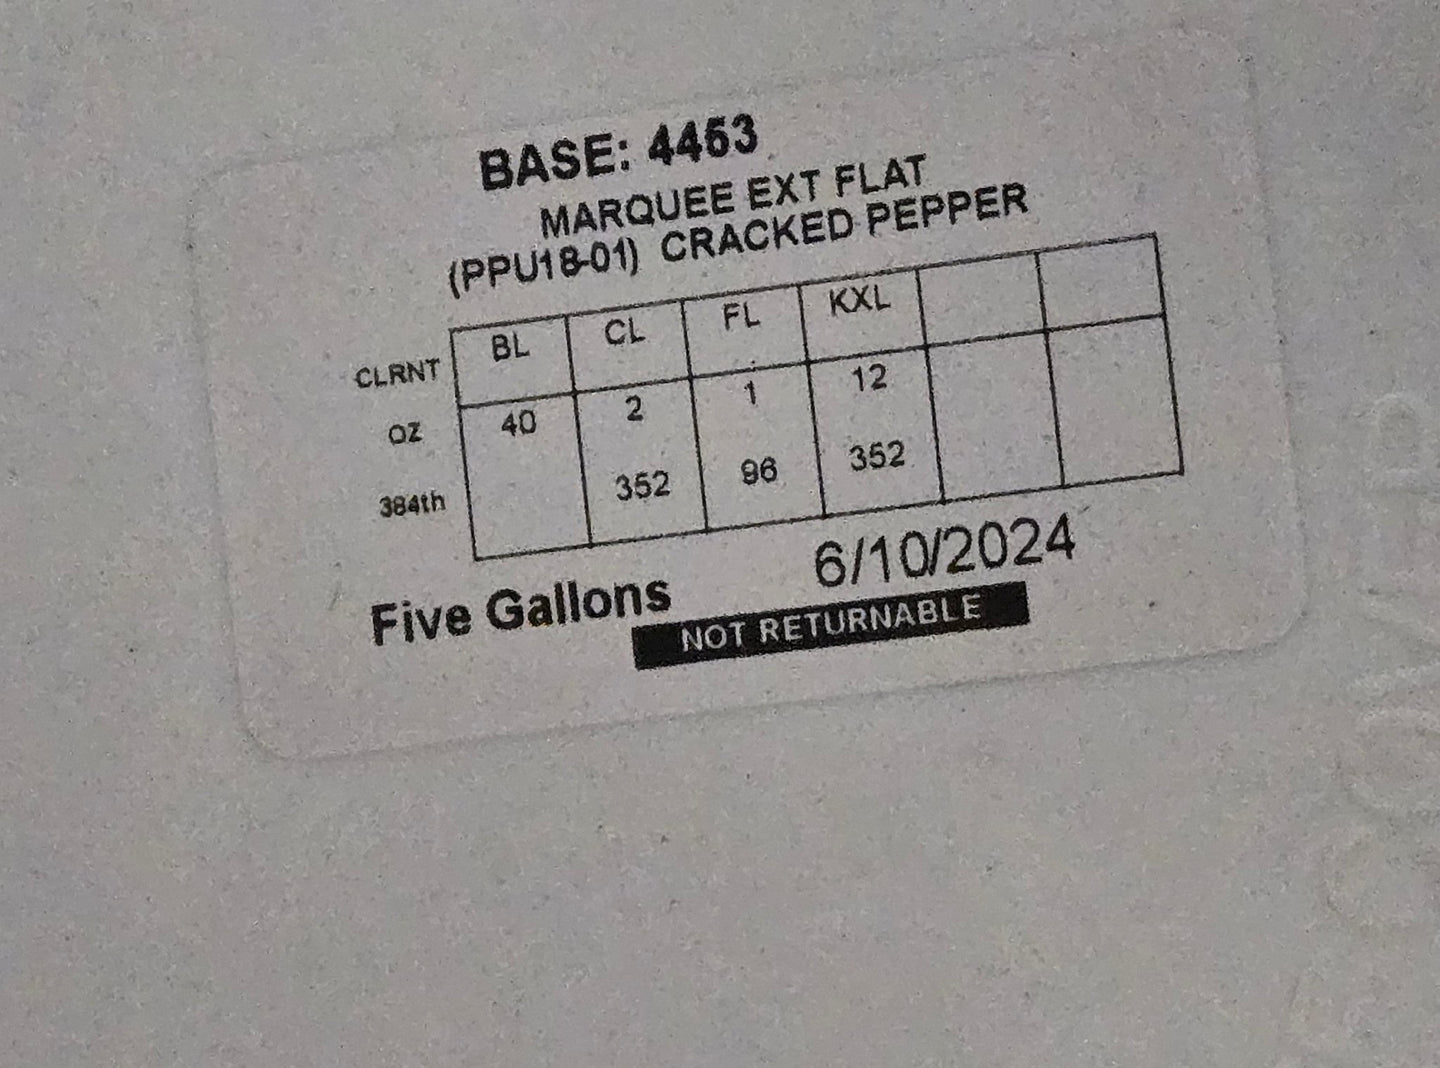 BASE: 4453
MARQUEE EXT FLAT
(PPU18-01) CRACKED PEPPER
CLRNT BL CL FL KXL
OZ 40 2 1 12
384th 352 96 352
Five Gallons 6/10/2024
NOT RETURNABLE